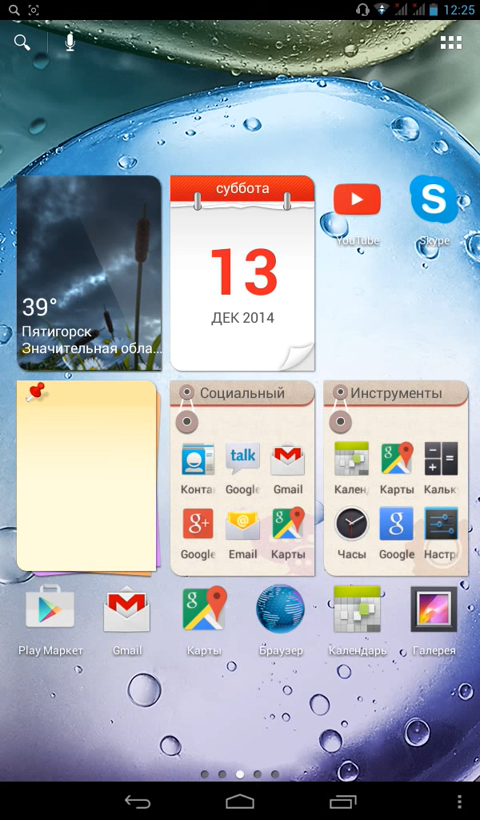 12:25
суббота
13
ДЕК 2014
YouTube
Skype
39°
Пятигорск
Значительная обла...
Социальный
Инструменты
talk
Конта
Google
Gmail
Кален
Карты
Кальк
Google
Email
Карты
Часы
Google
Настр
Play Маркет
Gmail
Карты
Браузер
Календарь
Галерея